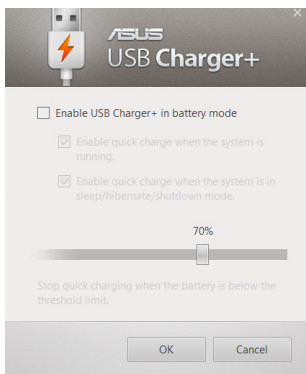 ASUS
USB Charger+
Enable USB Charger+ in battery mode
Enable quick charge when the system is
running.
Enable quick charge when the system is in
sleep/hibernate/shutdown mode.
70%
Stop quick charging when the battery is below the
threshold limit.
OK Cancel